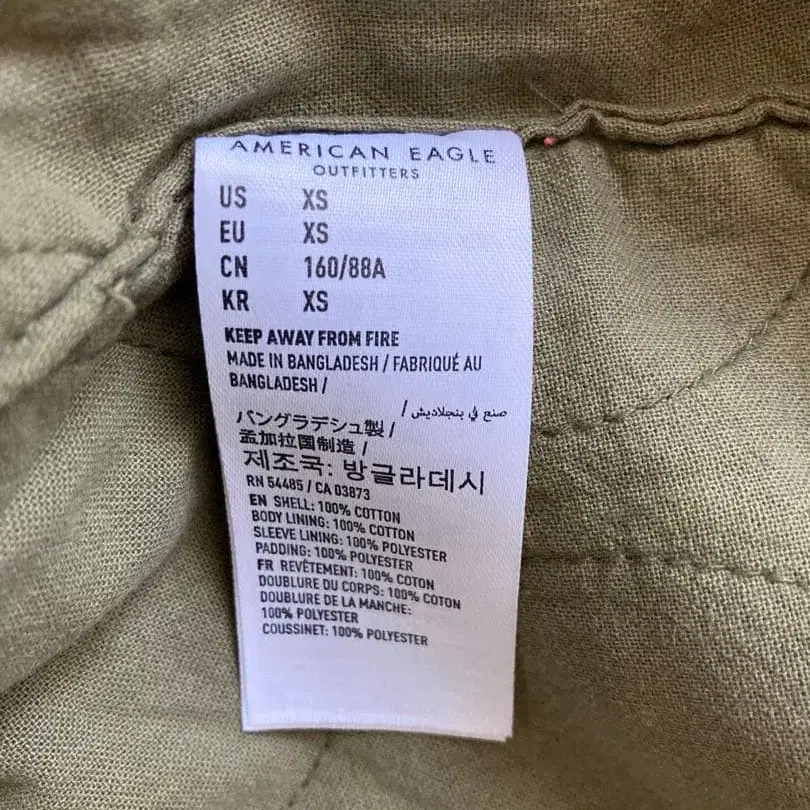 AMERICAN EAGLE
OUTFITTERS
US XS
EU XS
CN 160/88A
KR XS
KEEP AWAY FROM FIRE
MADE IN BANGLADESH / FABRIQUÉ AU
BANGLADESH /
صنع في بنجلاديش /
バングラデシュ製 /
孟加拉国制造 /
제조국: 방글라데시
RN 54485 / CA 03873
EN SHELL: 100% COTTON
BODY LINING: 100% COTTON
SLEEVE LINING: 100% POLYESTER
PADDING: 100% POLYESTER
FR REVÊTEMENT: 100% COTON
DOUBLURE DU CORPS: 100% COTON
DOUBLURE DE LA MANCHE:
100% POLYESTER
COUSSINET: 100% POLYESTER